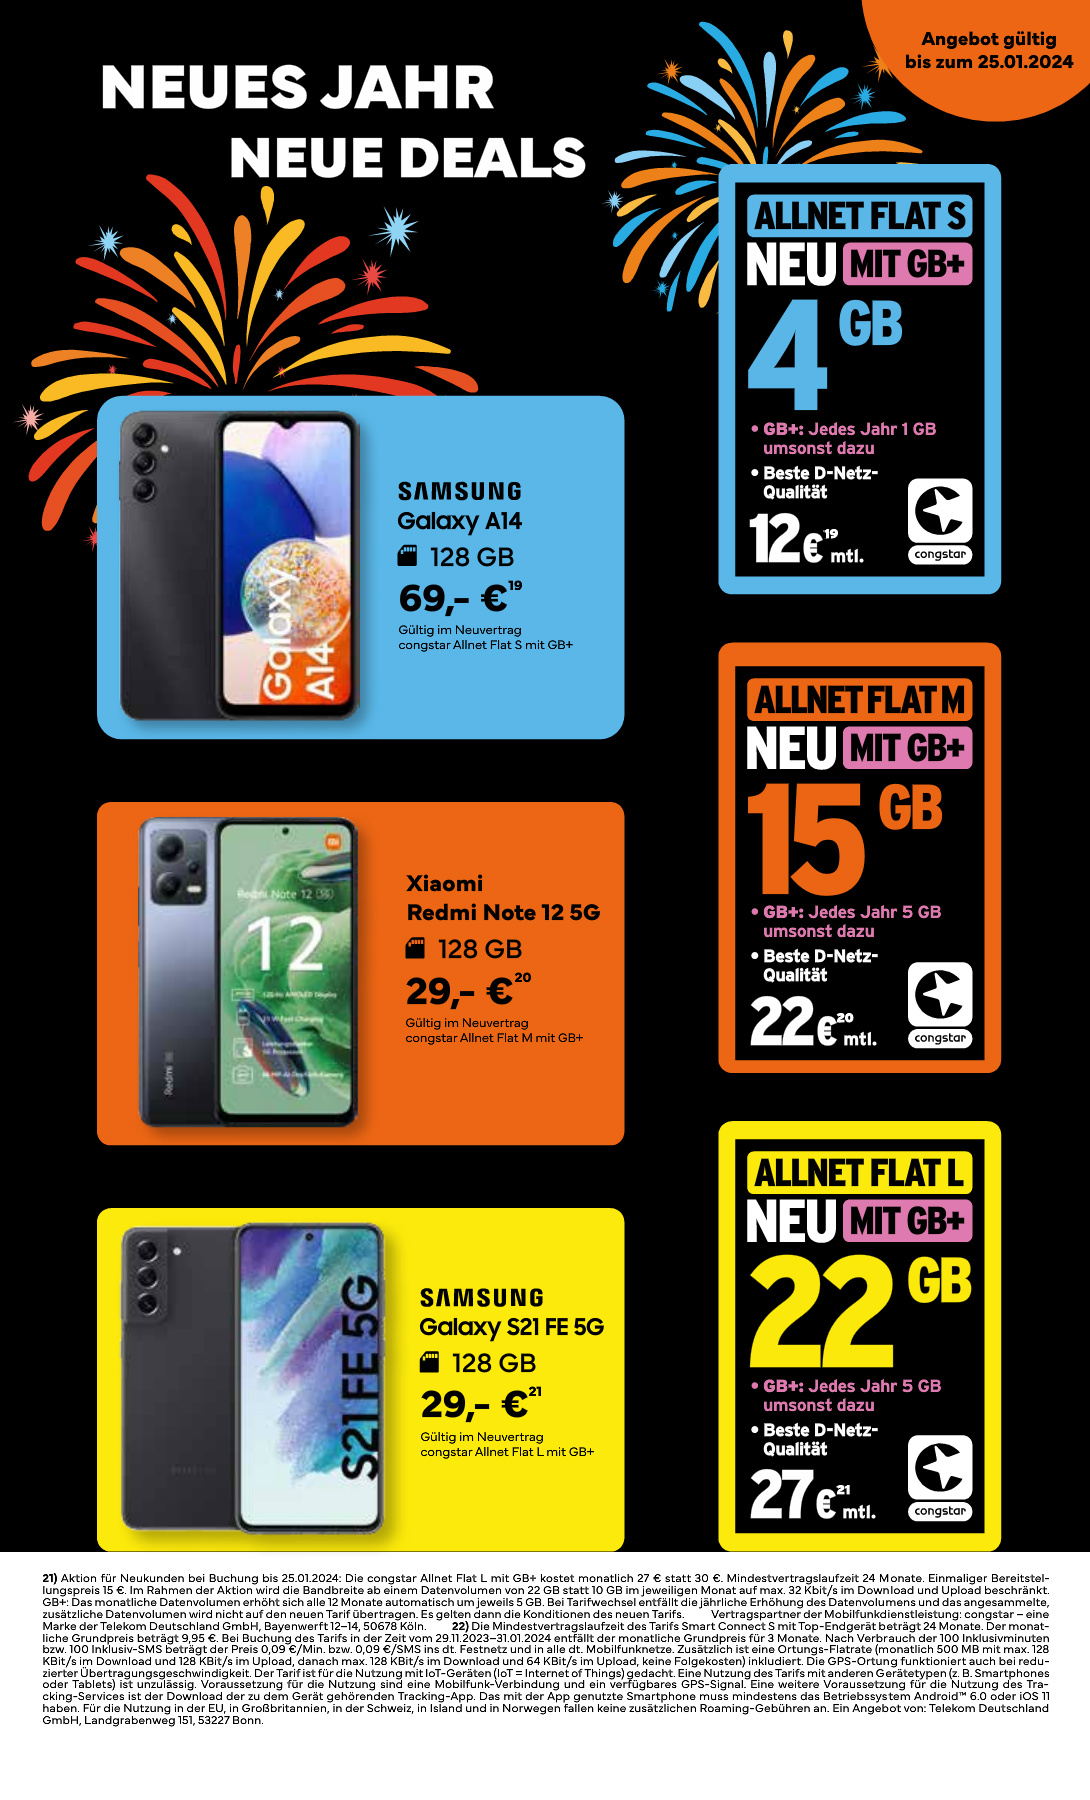 Angebot gültig
bis zum 25.01.2024
NEUES JAHR
NEUE DEALS
ALLNET FLAT S
NEU MIT GB+
4 GB
• GB+: Jedes Jahr 1 GB
umsonst dazu
• Beste D-Netz-
Qualität
12€19 mtl.
congstar
SAMSUNG
Galaxy A14
128 GB
69,- €19
Gültig im Neuvertrag
congstar Allnet Flat S mit GB+
Galaxy
A14
ALLNET FLAT M
NEU MIT GB+
15 GB
• GB+: Jedes Jahr 5 GB
umsonst dazu
• Beste D-Netz-
Qualität
22€20 mtl.
congstar
Redmi Note 12 5G
12
Redmi
Xiaomi
Redmi Note 12 5G
128 GB
29,- €20
Gültig im Neuvertrag
congstar Allnet Flat M mit GB+
ALLNET FLAT L
NEU MIT GB+
22 GB
• GB+: Jedes Jahr 5 GB
umsonst dazu
• Beste D-Netz-
Qualität
27€21 mtl.
congstar
S21 FE 5G
SAMSUNG
Galaxy S21 FE 5G
128 GB
29,- €21
Gültig im Neuvertrag
congstar Allnet Flat L mit GB+
21) Aktion für Neukunden bei Buchung bis 25.01.2024: Die congstar Allnet Flat L mit GB+ kostet monatlich 27 € statt 30 €. Mindestvertragslaufzeit 24 Monate. Einmaliger Bereitstel-
lungspreis 15 €. Im Rahmen der Aktion wird die Bandbreite ab einem Datenvolumen von 22 GB statt 10 GB im jeweiligen Monat auf max. 32 Kbit/s im Download und Upload beschränkt.
GB+: Das monatliche Datenvolumen erhöht sich alle 12 Monate automatisch um jeweils 5 GB. Bei Tarifwechsel entfällt die jährliche Erhöhung des Datenvolumens und das angesammelte,
zusätzliche Datenvolumen wird nicht auf den neuen Tarif übertragen. Es gelten dann die Konditionen des neuen Tarifs. Vertragspartner der Mobilfunkdienstleistung: congstar – eine
Marke der Telekom Deutschland GmbH, Bayenwerft 12–14, 50678 Köln. 22) Die Mindestvertragslaufzeit des Tarifs Smart Connect S mit Top-Endgerät beträgt 24 Monate. Der monat-
liche Grundpreis beträgt 9,95 €. Bei Buchung des Tarifs in der Zeit vom 29.11.2023–31.01.2024 entfällt der monatliche Grundpreis für 3 Monate. Nach Verbrauch der 100 Inklusivminuten
bzw. 100 Inklusiv-SMS beträgt der Preis 0,09 €/Min. bzw. 0,09 €/SMS ins dt. Festnetz und in alle dt. Mobilfunknetze. Zusätzlich ist eine Ortungs-Flatrate (monatlich 500 MB mit max. 128
KBit/s im Download und 128 KBit/s im Upload, danach max. 128 KBit/s im Download und 64 KBit/s im Upload, keine Folgekosten) inkludiert. Die GPS-Ortung funktioniert auch bei redu-
zierter Übertragungsgeschwindigkeit. Der Tarif ist für die Nutzung mit IoT-Geräten (IoT = Internet of Things) gedacht. Eine Nutzung des Tarifs mit anderen Gerätetypen (z. B. Smartphones
oder Tablets) ist unzulässig. Voraussetzung für die Nutzung sind eine Mobilfunk-Verbindung und ein verfügbares GPS-Signal. Eine weitere Voraussetzung für die Nutzung des Tra-
cking-Services ist der Download der zu dem Gerät gehörenden Tracking-App. Das mit der App genutzte Smartphone muss mindestens das Betriebssystem Android™ 6.0 oder iOS 11
haben. Für die Nutzung in der EU, in Großbritannien, in der Schweiz, in Island und in Norwegen fallen keine zusätzlichen Roaming-Gebühren an. Ein Angebot von: Telekom Deutschland
GmbH, Landgrabenweg 151, 53227 Bonn.